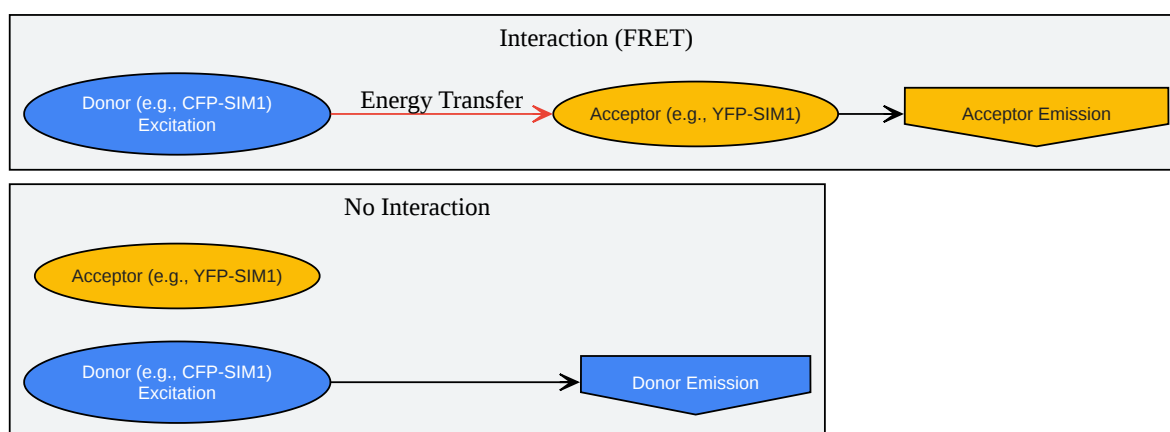 Interaction (FRET)
Donor (e.g., CFP-SIM1)
Excitation
Energy Transfer
Acceptor (e.g., YFP-SIM1)
Acceptor Emission
No Interaction
Acceptor (e.g., YFP-SIM1)
Donor (e.g., CFP-SIM1)
Excitation
Donor Emission